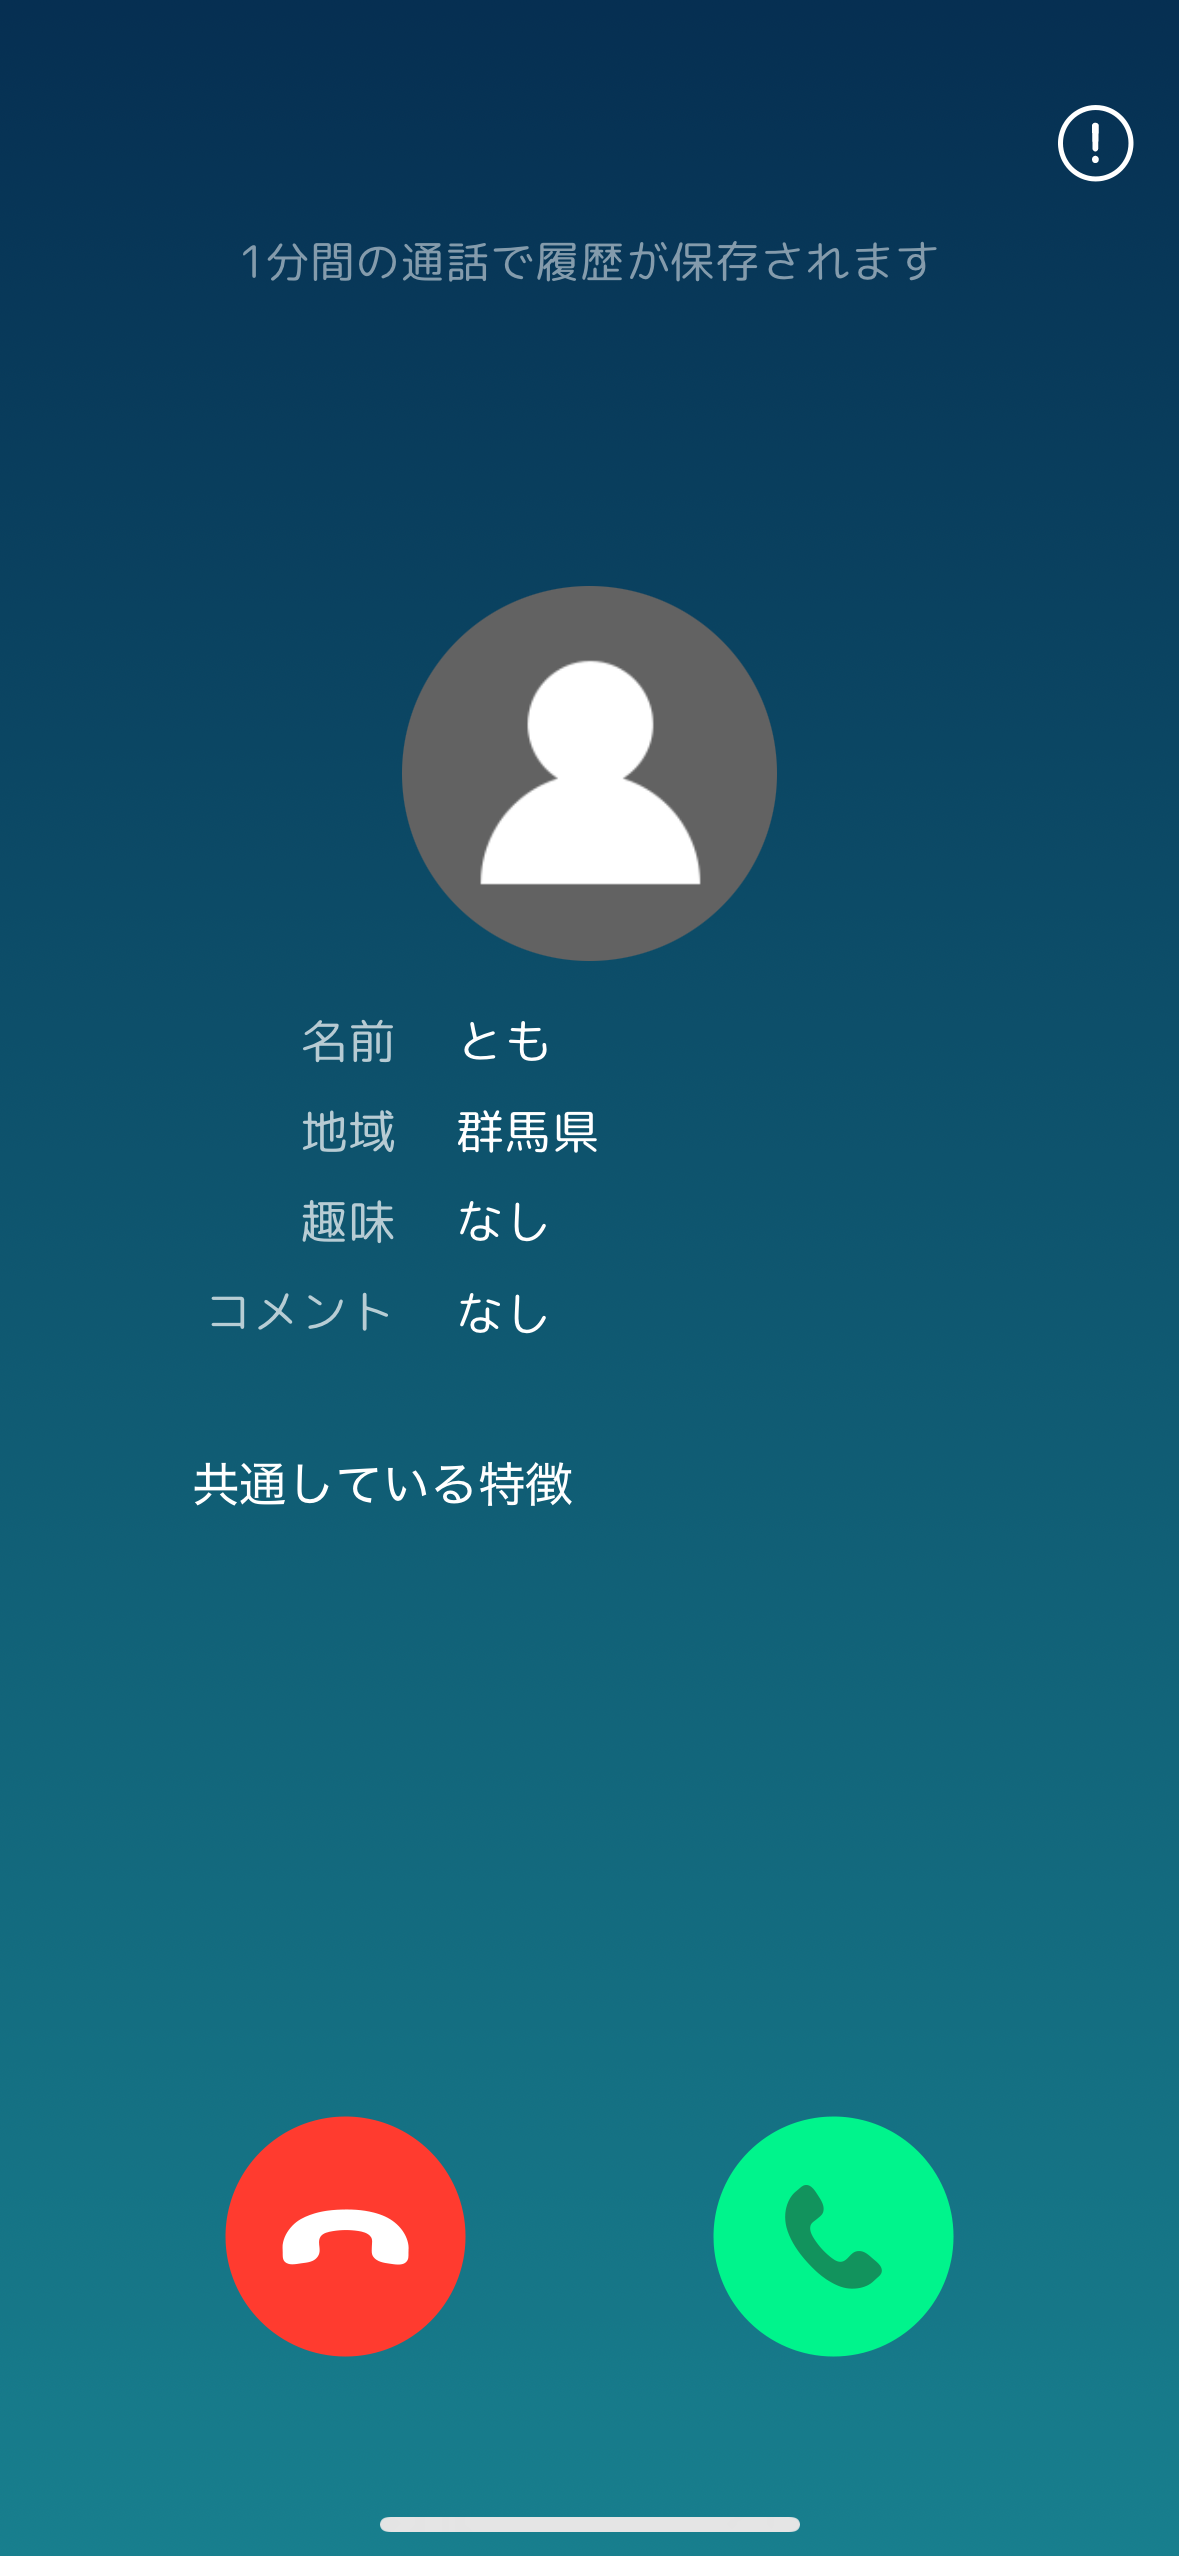 1分間の通話で履歴が保存されます
名前 とも
地域 群馬県
趣味 なし
コメント なし
共通している特徴